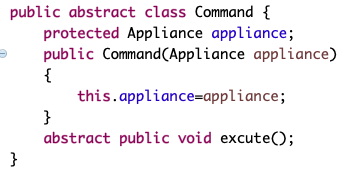 public abstract class Command {
    protected Appliance appliance;
    public Command(Appliance appliance)
    {
        this.appliance=appliance;
    }
    abstract public void excute();
}